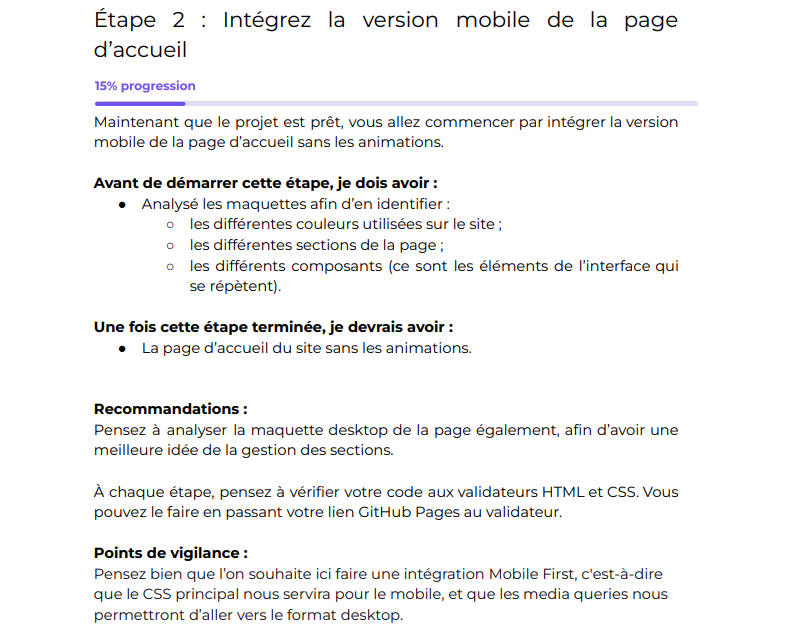 Étape 2 : Intégrez la version mobile de la page
d’accueil
15% progression
Maintenant que le projet est prêt, vous allez commencer par intégrer la version
mobile de la page d’accueil sans les animations.
Avant de démarrer cette étape, je dois avoir :
● Analysé les maquettes afin d’en identifier :
○ les différentes couleurs utilisées sur le site ;
○ les différentes sections de la page ;
○ les différents composants (ce sont les éléments de l’interface qui
se répètent).
Une fois cette étape terminée, je devrais avoir :
● La page d’accueil du site sans les animations.
Recommandations :
Pensez à analyser la maquette desktop de la page également, afin d’avoir une
meilleure idée de la gestion des sections.
À chaque étape, pensez à vérifier votre code aux validateurs HTML et CSS. Vous
pouvez le faire en passant votre lien GitHub Pages au validateur.
Points de vigilance :
Pensez bien que l’on souhaite ici faire une intégration Mobile First, c'est-à-dire
que le CSS principal nous servira pour le mobile, et que les media queries nous
permettront d’aller vers le format desktop.